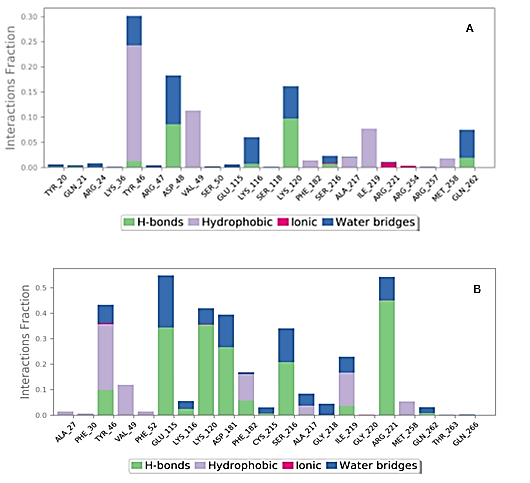 A
Interactions Fraction
0.30
0.25
0.20
0.15
0.10
0.05
0.00
TYR_20 GLN_21 ARG_24 LYS_36 TYR_46 ARG_47 ASP_48 VAL_49 SER_50 GLU_115 LYS_116 SER_118 LYS_120 PHE_182 SER_216 ALA_217 ILE_219 ARG_221 ARG_254 ARG_257 MET_258 GLN_262
H-bonds Hydrophobic Ionic Water bridges
B
Interactions Fraction
0.5
0.4
0.3
0.2
0.1
0.0
ALA_27 PHE_30 TYR_46 VAL_49 PHE_52 GLU_115 LYS_116 LYS_120 ASP_181 PHE_182 CYS_215 SER_216 ALA_217 GLY_218 ILE_219 GLY_220 ARG_221 MET_258 GLN_262 THR_263 GLN_266
H-bonds Hydrophobic Ionic Water bridges